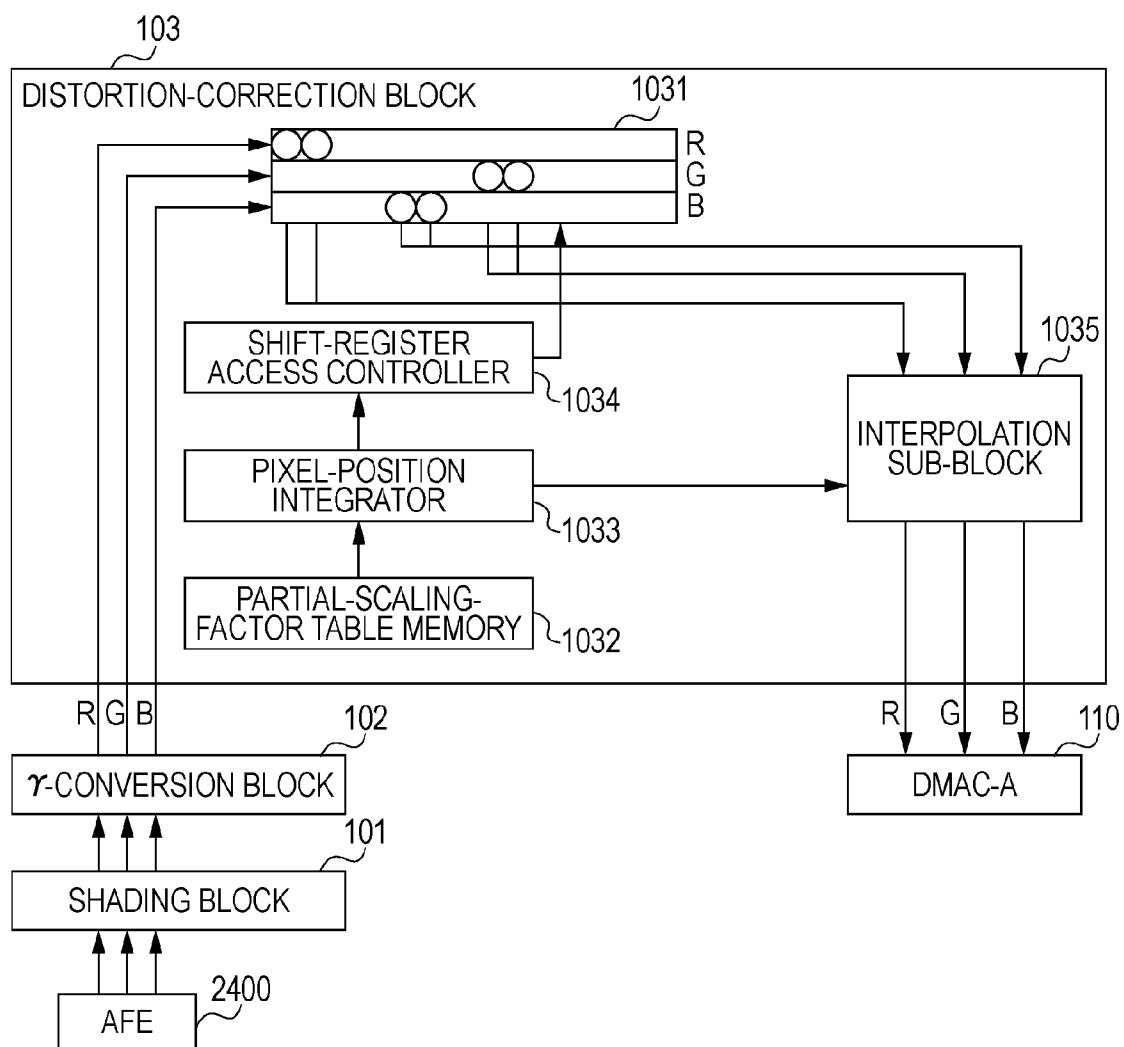 103
DISTORTION-CORRECTION BLOCK
1031
R
G
B
SHIFT-REGISTER
ACCESS CONTROLLER
1034
1035
INTERPOLATION
SUB-BLOCK
PIXEL-POSITION
INTEGRATOR
1033
PARTIAL-SCALING-
FACTOR TABLE MEMORY
1032
R G B
R G B
102
γ-CONVERSION BLOCK
110
DMAC-A
101
SHADING BLOCK
2400
AFE